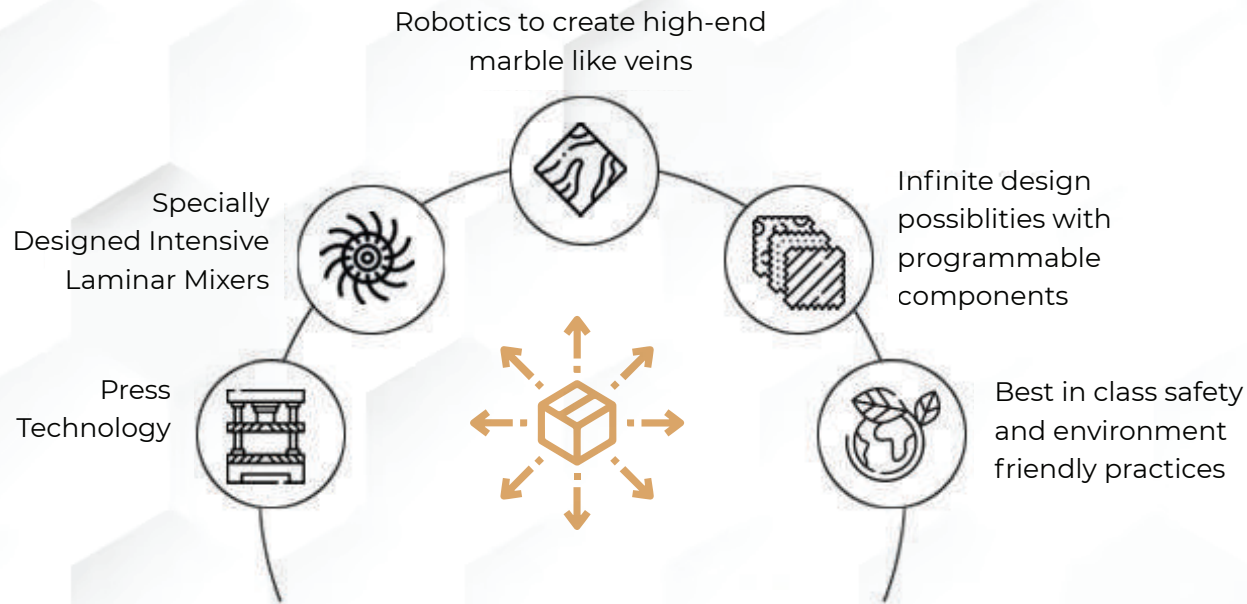 Robotics to create high-end
marble like veins
Specially
Designed Intensive
Laminar Mixers
Infinite design
possiblities with
programmable
components
Press
Technology
Best in class safety
and environment
friendly practices